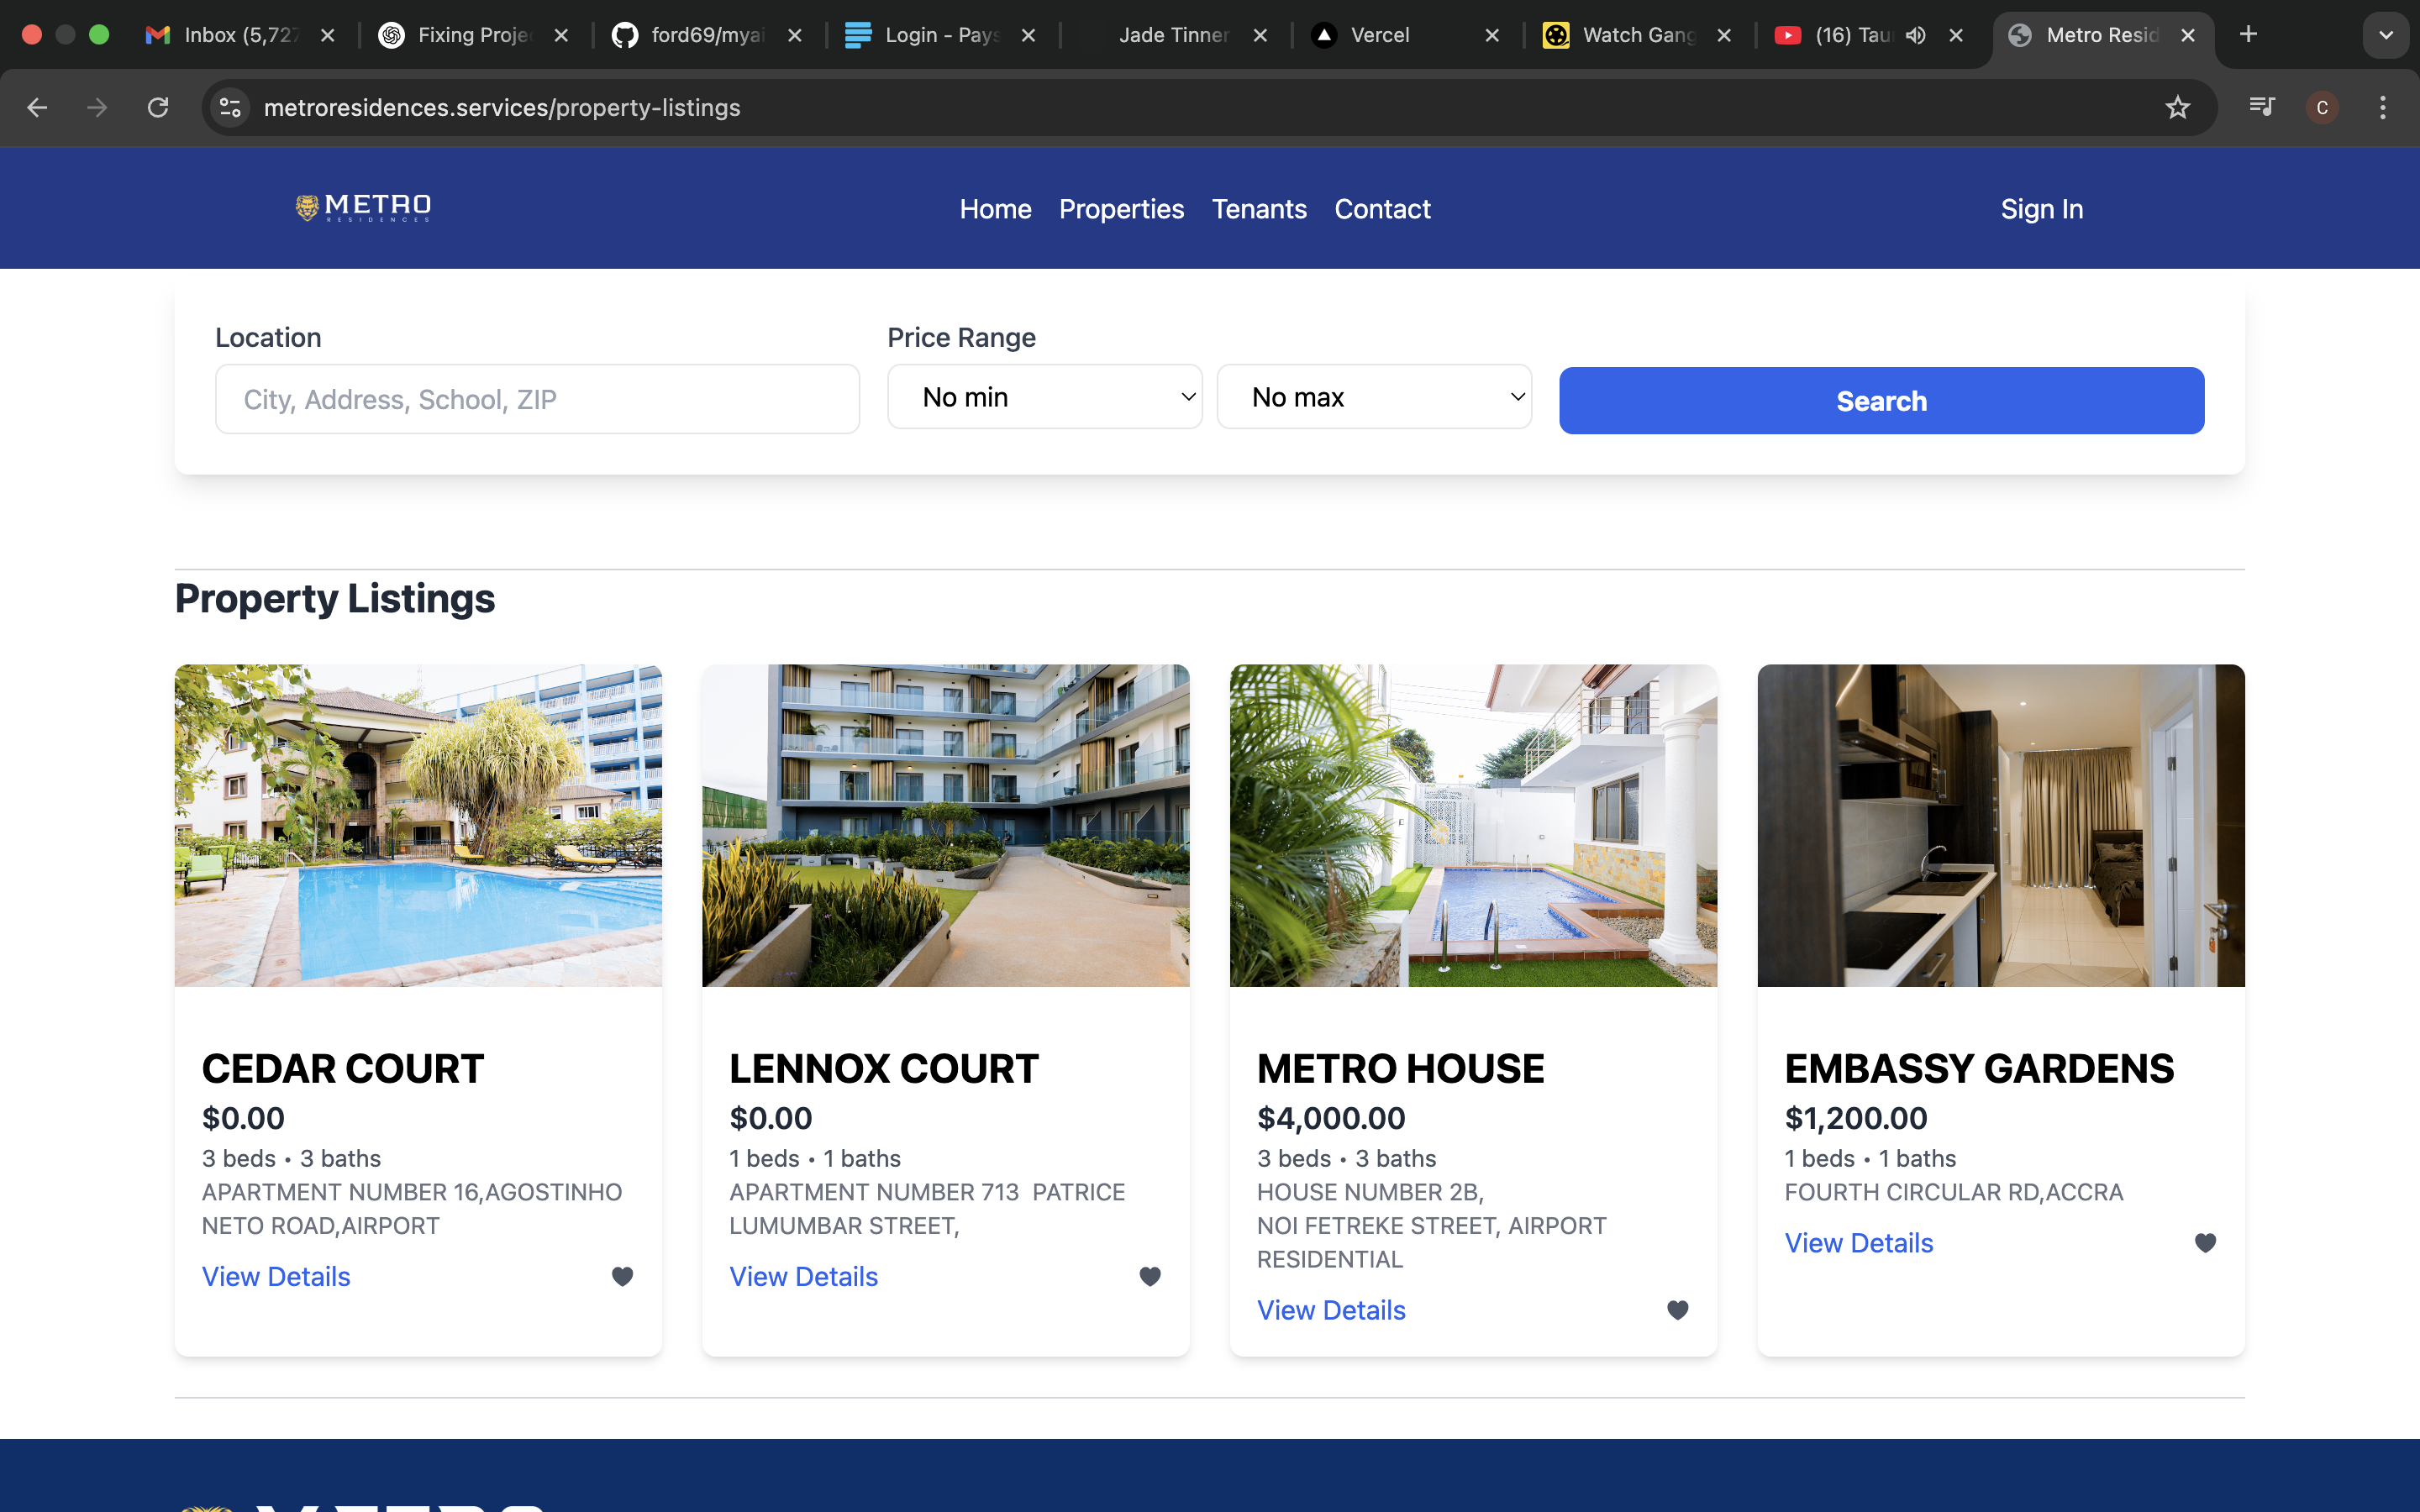 Inbox (5,727
Fixing Proje
ford69/myai
Login - Pays
Jade Tinner
Vercel
Watch Gang
(16) Tau
Metro Resid
metroresidences.services/property-listings
C
METRO
RESIDENCES
Home Properties Tenants Contact
Sign In
Location
Price Range
City, Address, School, ZIP
No min
No max
Search
Property Listings
CEDAR COURT
$0.00
3 beds • 3 baths
APARTMENT NUMBER 16,AGOSTINHO
NETO ROAD,AIRPORT
View Details
LENNOX COURT
$0.00
1 beds • 1 baths
APARTMENT NUMBER 713  PATRICE
LUMUMBAR STREET,
View Details
METRO HOUSE
$4,000.00
3 beds • 3 baths
HOUSE NUMBER 2B,
NOI FETREKE STREET, AIRPORT
RESIDENTIAL
View Details
EMBASSY GARDENS
$1,200.00
1 beds • 1 baths
FOURTH CIRCULAR RD,ACCRA
View Details
METRO